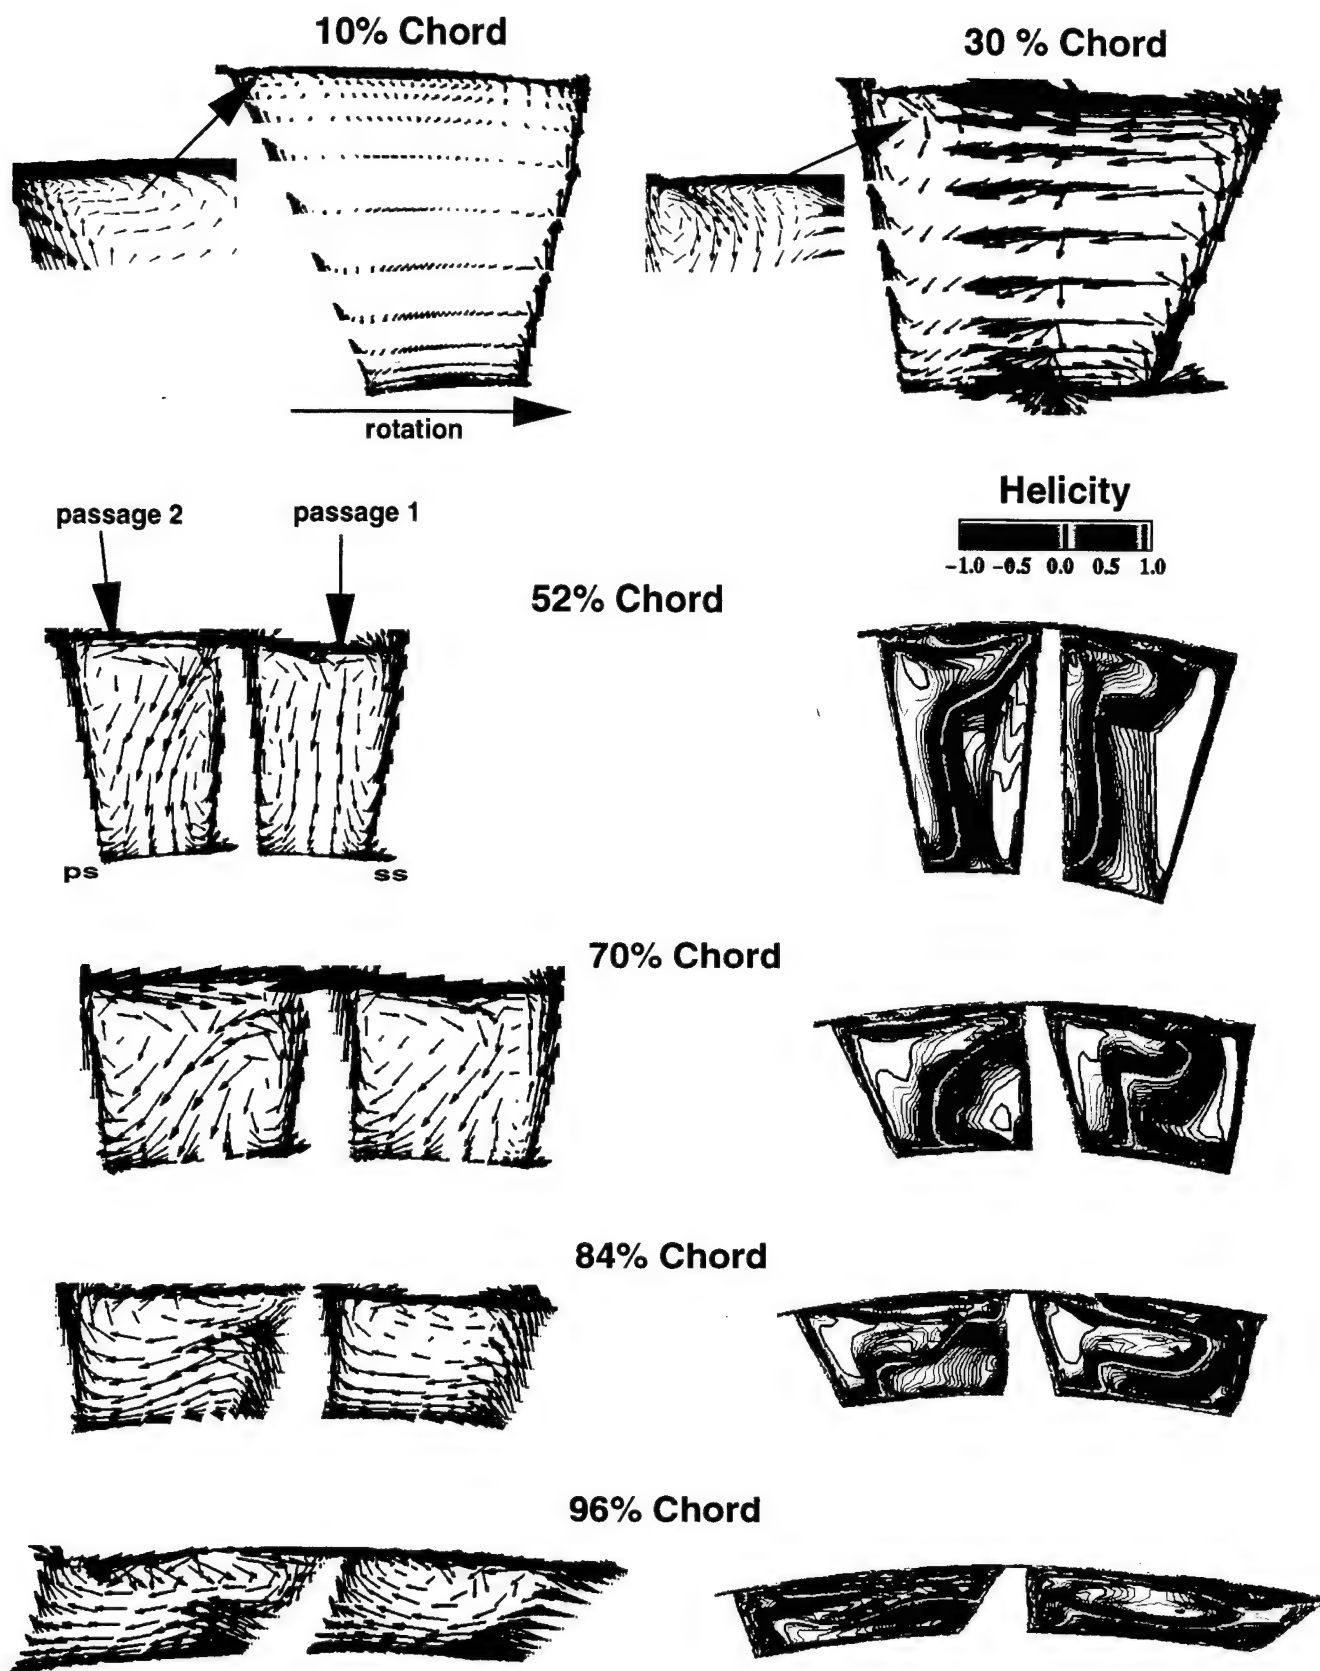 10% Chord
30 % Chord
rotation
passage 2
passage 1
Helicity
-1.0 -0.5 0.0 0.5 1.0
52% Chord
ps
ss
70% Chord
84% Chord
96% Chord